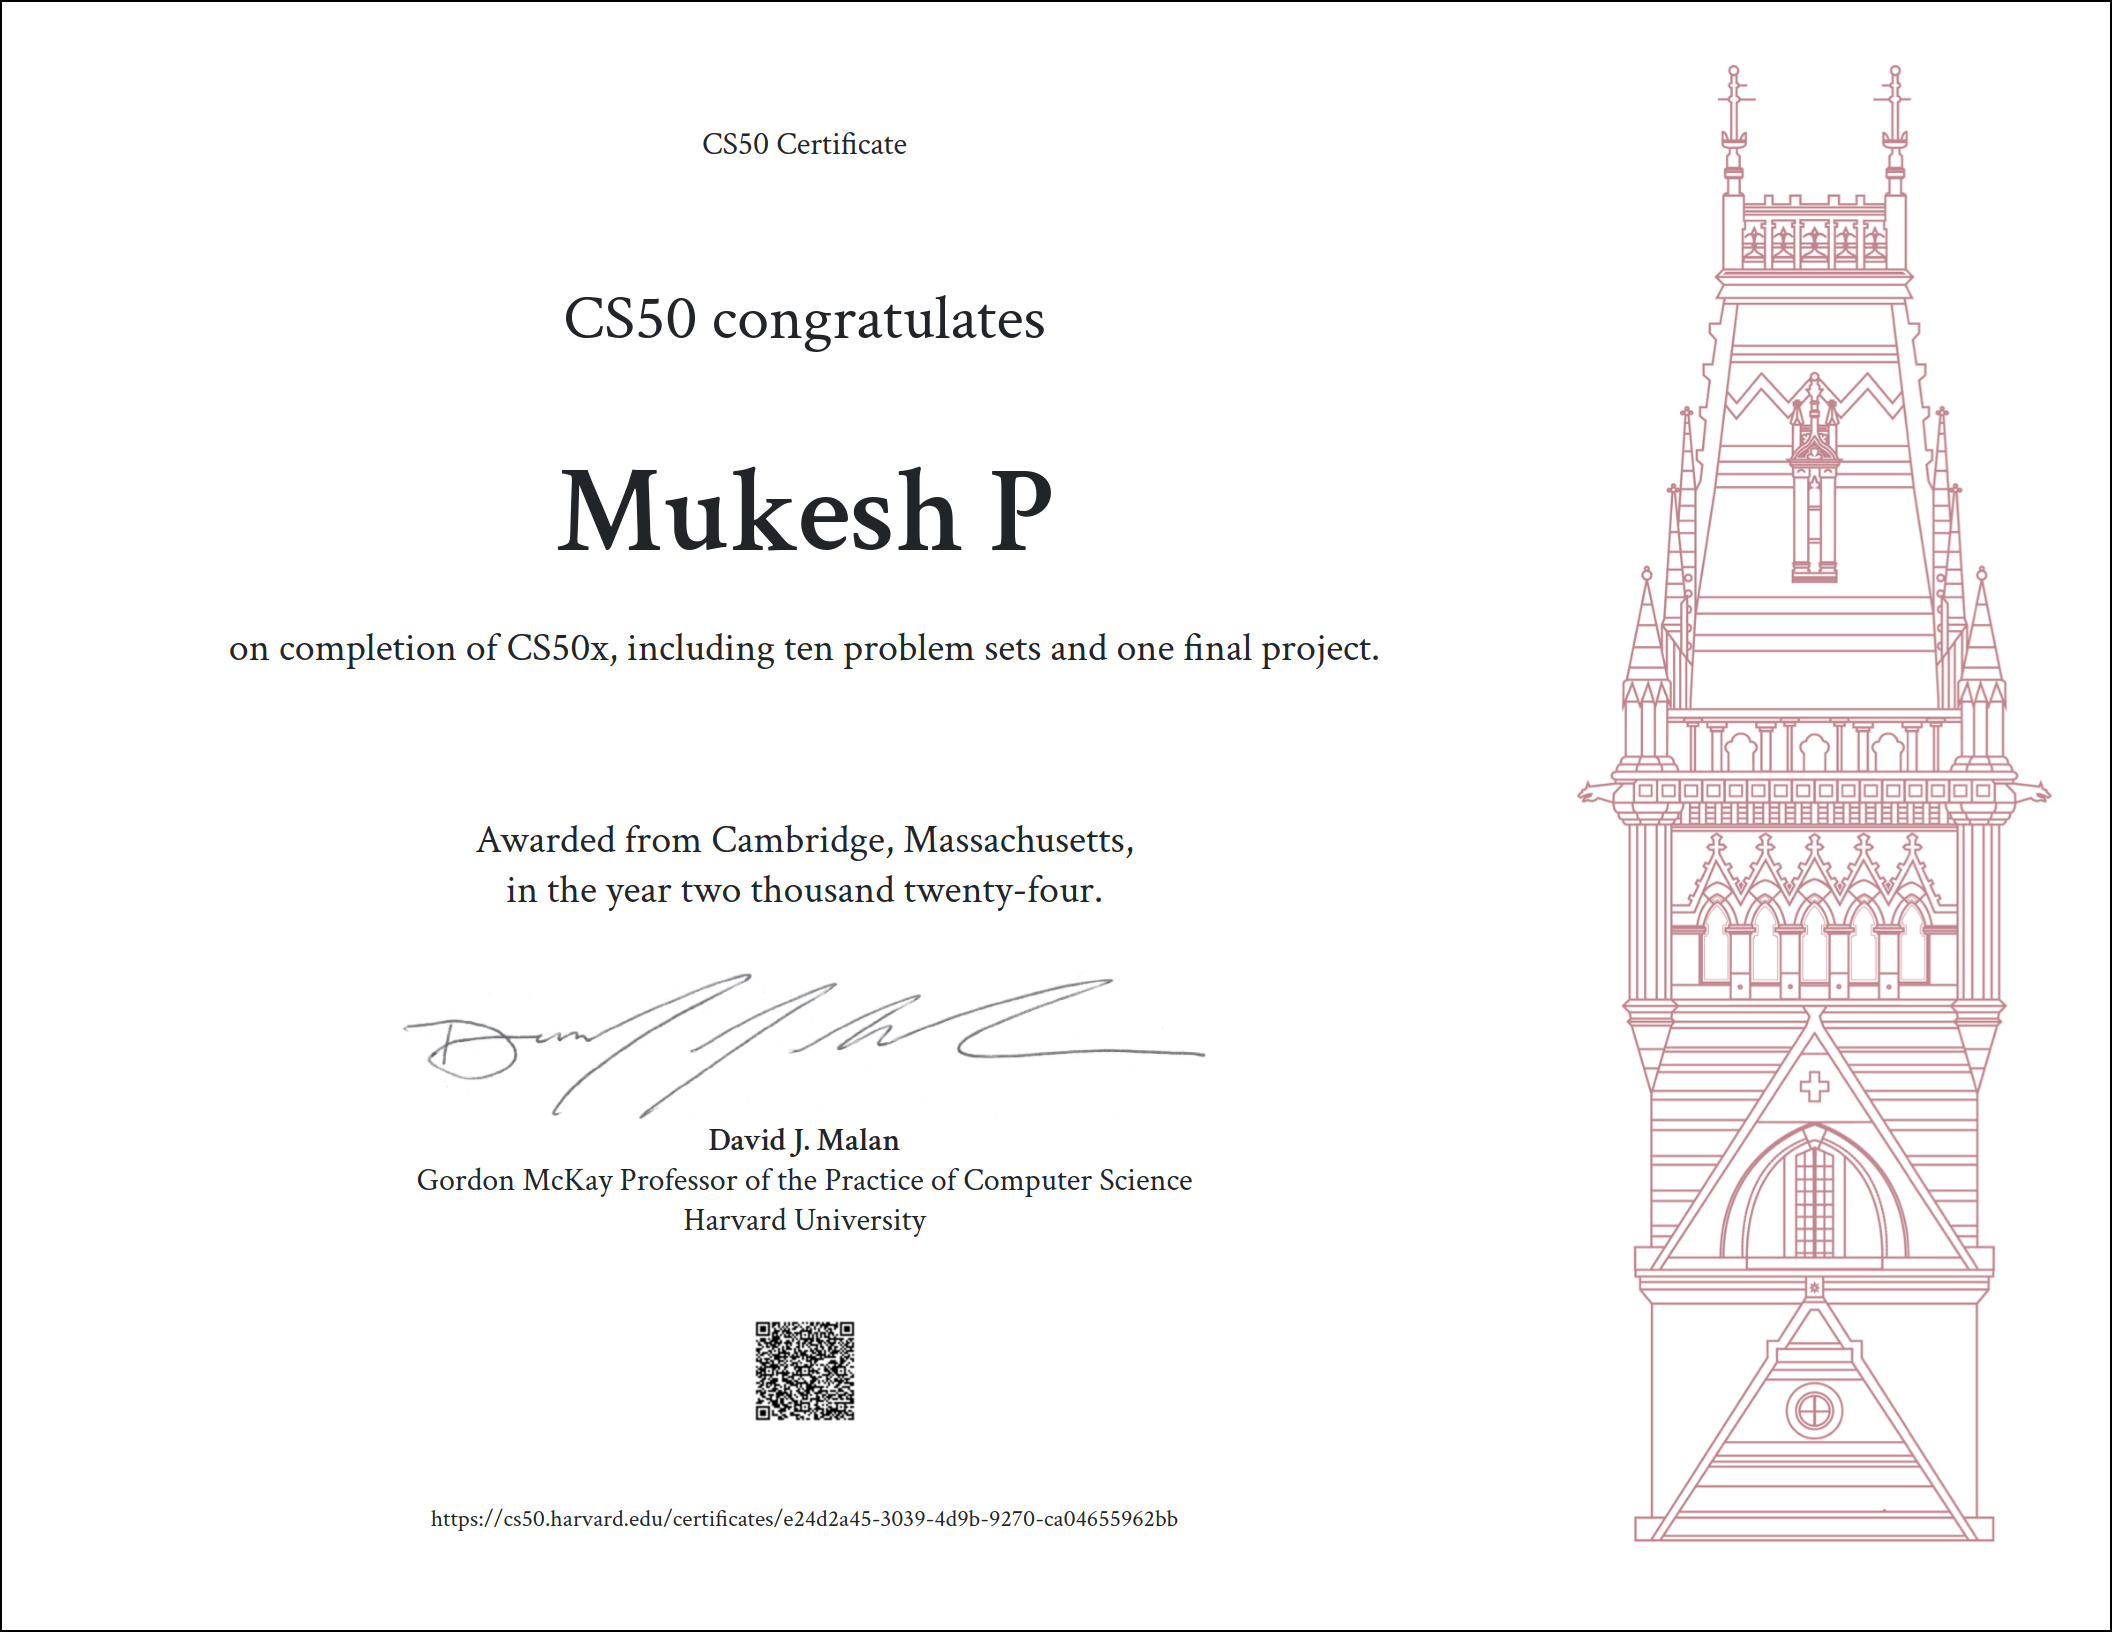 CS50 Certificate
CS50 congratulates
Mukesh P
on completion of CS50x, including ten problem sets and one final project.
Awarded from Cambridge, Massachusetts,
in the year two thousand twenty-four.
David J. Malan
Gordon McKay Professor of the Practice of Computer Science
Harvard University
https://cs50.harvard.edu/certificates/e24d2a45-3039-4d9b-9270-ca04655962bb